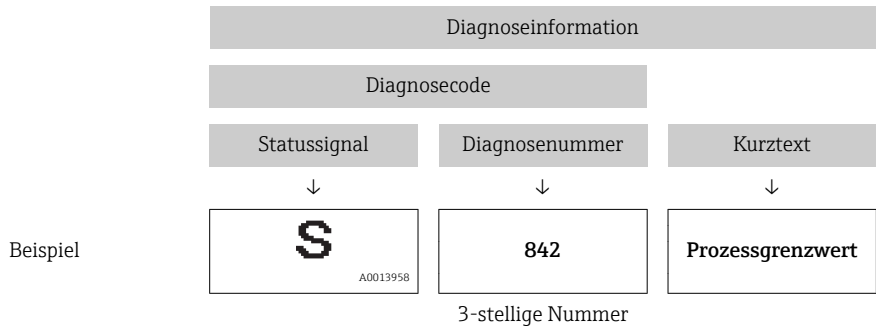 Diagnoseinformation
Diagnosecode
Statussignal Diagnosenummer Kurztext
↓ ↓ ↓
Beispiel S 842 Prozessgrenzwert
A0013958
3-stellige Nummer